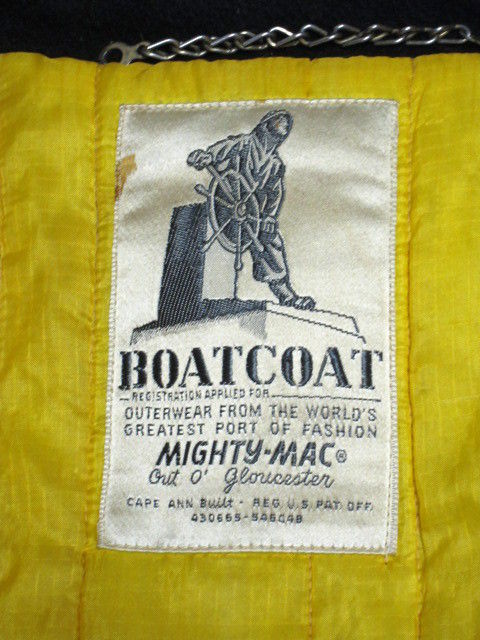 BOATCOAT
REGISTRATION APPLIED FOR
OUTERWEAR FROM THE WORLD'S
GREATEST PORT OF FASHION
MIGHTY-MAC®
Out O' Gloucester
CAPE ANN Built - REG. U.S. PAT. OFF.
430665-546048